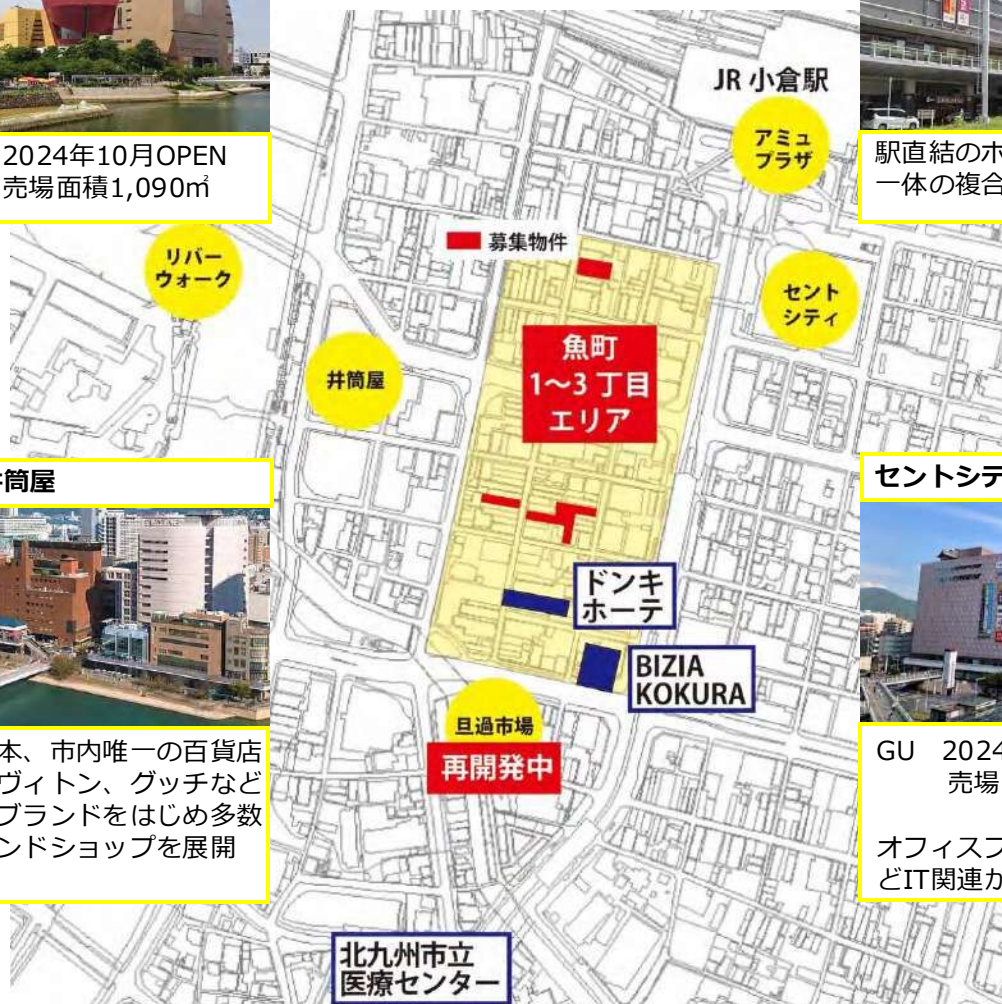 2024年10月OPEN
売場面積1,090㎡
JR 小倉駅
アミュ
プラザ
駅直結のホ
一体の複合
リバー
ウォーク
募集物件
セント
シティ
魚町
1～3丁目
エリア
井筒屋
筒屋
セントシテ
ドンキ
ホーテ
BIZIA
KOKURA
旦過市場
再開発中
本、市内唯一の百貨店
ヴィトン、グッチなど
ブランドをはじめ多数
ンドショップを展開
GU 2024
売場
オフィスフ
どIT関連か
北九州市立
医療センター